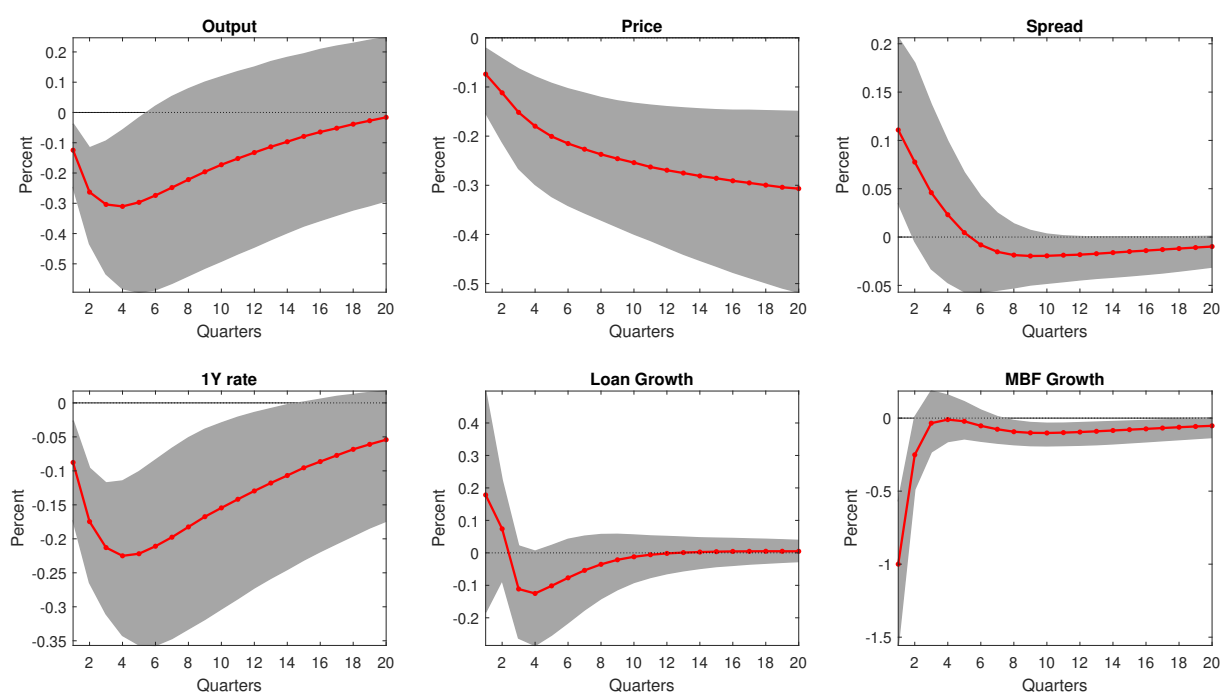 Output
Price
Spread
0.2
0.1
0
-0.1
-0.2
-0.3
-0.4
-0.5
Percent
2 4 6 8 10 12 14 16 18 20
Quarters
0
-0.1
-0.2
-0.3
-0.4
-0.5
Percent
2 4 6 8 10 12 14 16 18 20
Quarters
0.2
0.15
0.1
0.05
0
-0.05
Percent
2 4 6 8 10 12 14 16 18 20
Quarters
1Y rate
Loan Growth
MBF Growth
0
-0.05
-0.1
-0.15
-0.2
-0.25
-0.3
-0.35
Percent
2 4 6 8 10 12 14 16 18 20
Quarters
0.4
0.3
0.2
0.1
0
-0.1
-0.2
Percent
2 4 6 8 10 12 14 16 18 20
Quarters
0
-0.5
-1
-1.5
Percent
2 4 6 8 10 12 14 16 18 20
Quarters